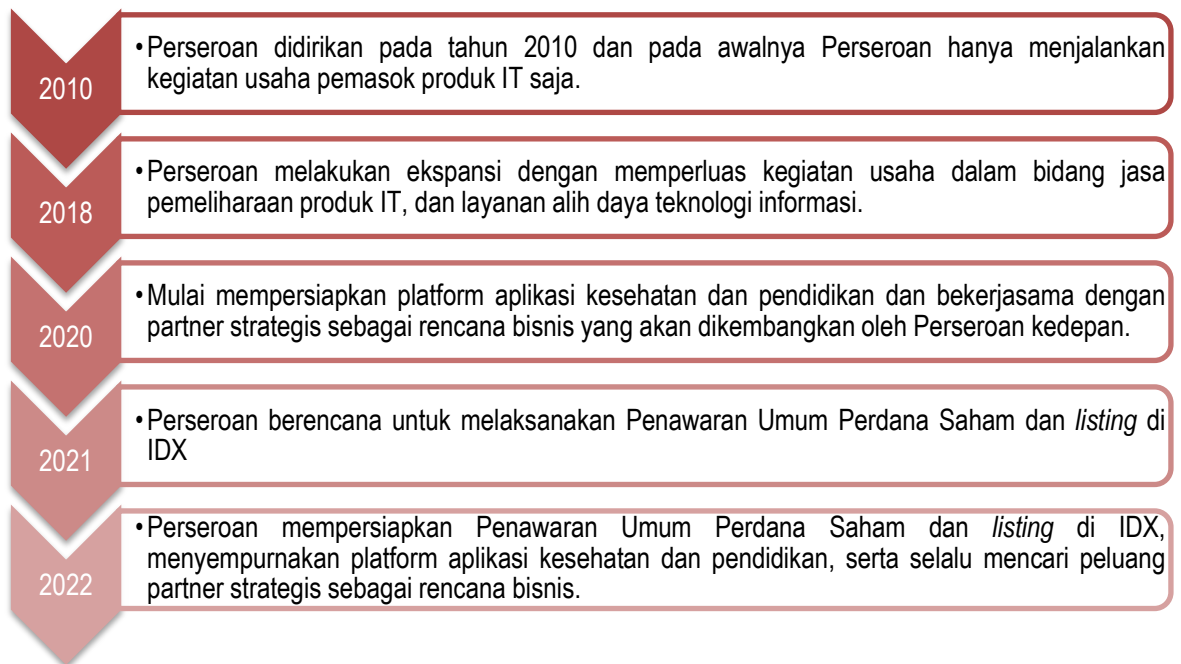 2010
•Perseroan didirikan pada tahun 2010 dan pada awalnya Perseroan hanya menjalankan
kegiatan usaha pemasok produk IT saja.
2018
•Perseroan melakukan ekspansi dengan memperluas kegiatan usaha dalam bidang jasa
pemeliharaan produk IT, dan layanan alih daya teknologi informasi.
2020
•Mulai mempersiapkan platform aplikasi kesehatan dan pendidikan dan bekerjasama dengan
partner strategis sebagai rencana bisnis yang akan dikembangkan oleh Perseroan kedepan.
2021
•Perseroan berencana untuk melaksanakan Penawaran Umum Perdana Saham dan listing di
IDX
2022
•Perseroan mempersiapkan Penawaran Umum Perdana Saham dan listing di IDX,
menyempurnakan platform aplikasi kesehatan dan pendidikan, serta selalu mencari peluang
partner strategis sebagai rencana bisnis.